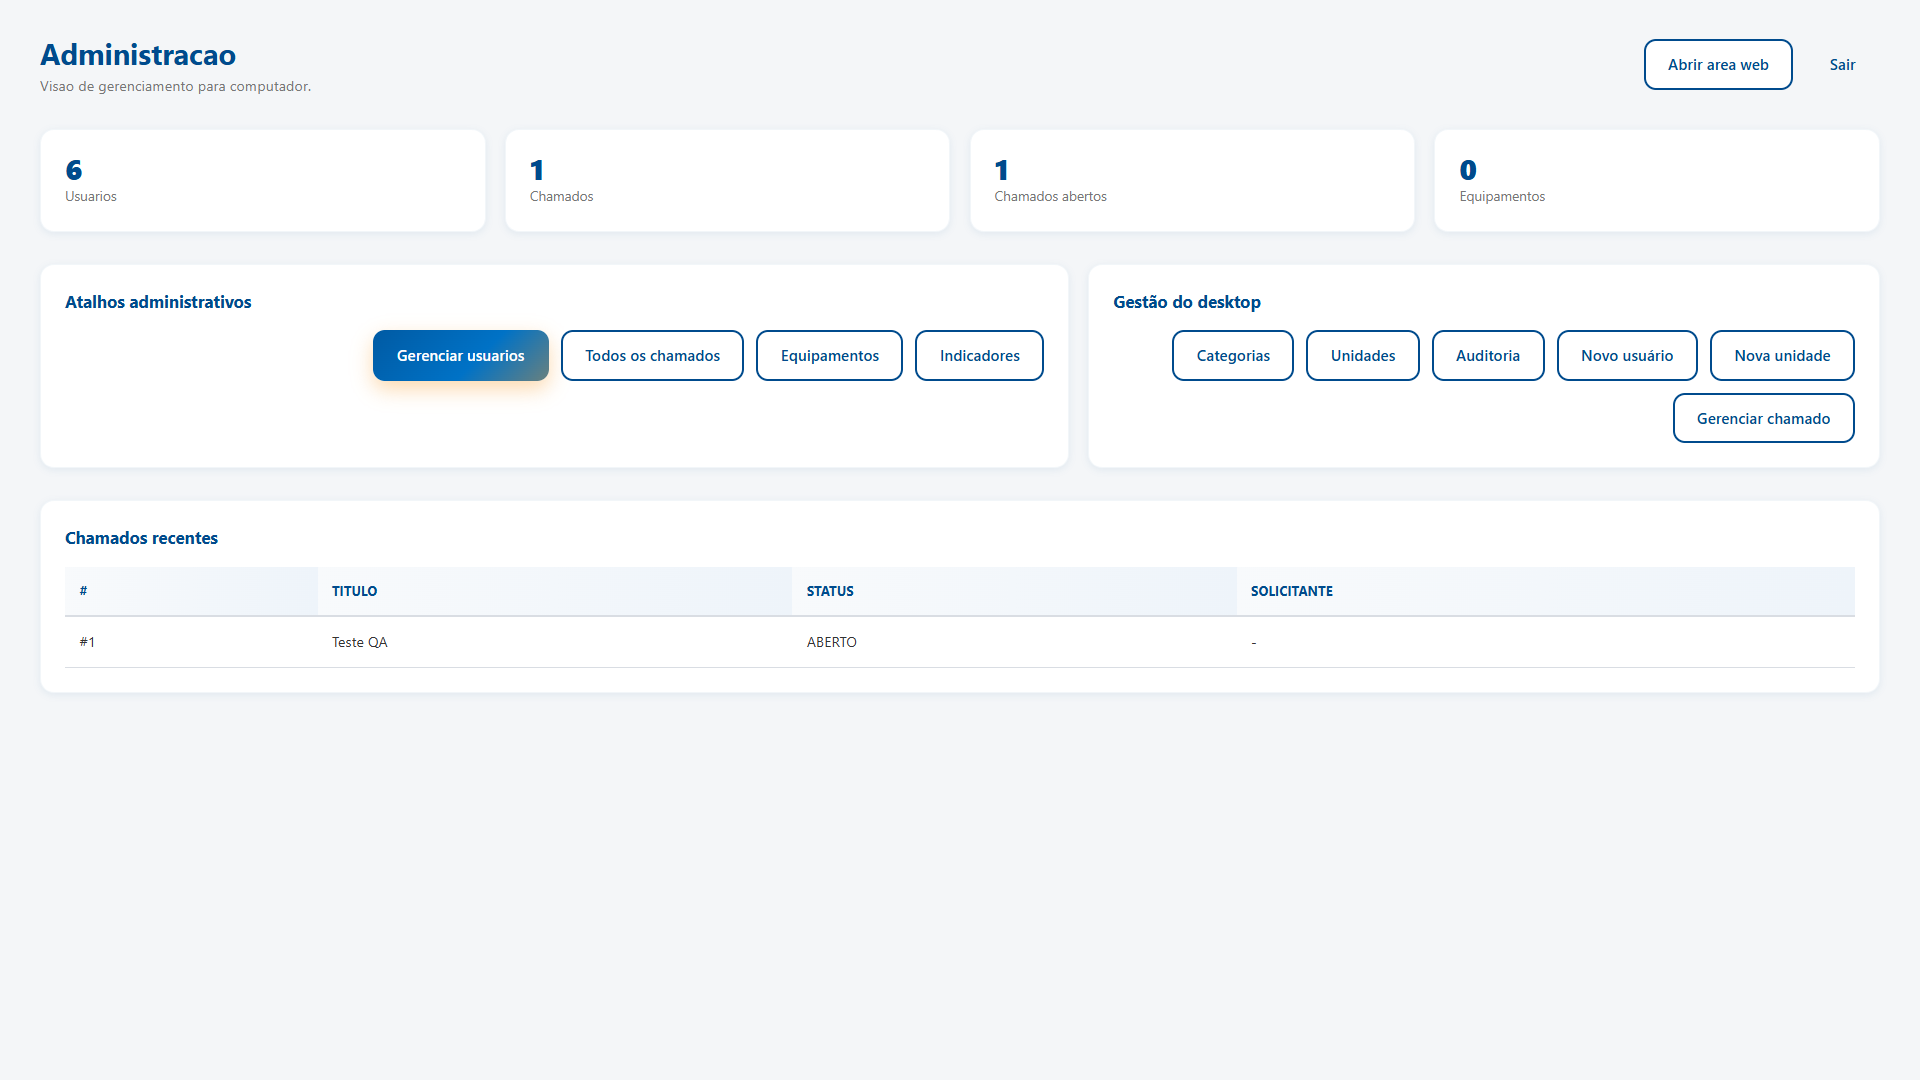 Administracao
Visao de gerenciamento para computador.
Abrir area web
Sair
6
Usuarios
1
Chamados
1
Chamados abertos
0
Equipamentos
Atalhos administrativos
Gerenciar usuarios
Todos os chamados
Equipamentos
Indicadores
Gestão do desktop
Categorias
Unidades
Auditoria
Novo usuário
Nova unidade
Gerenciar chamado
Chamados recentes
# TITULO STATUS SOLICITANTE
#1 Teste QA ABERTO -